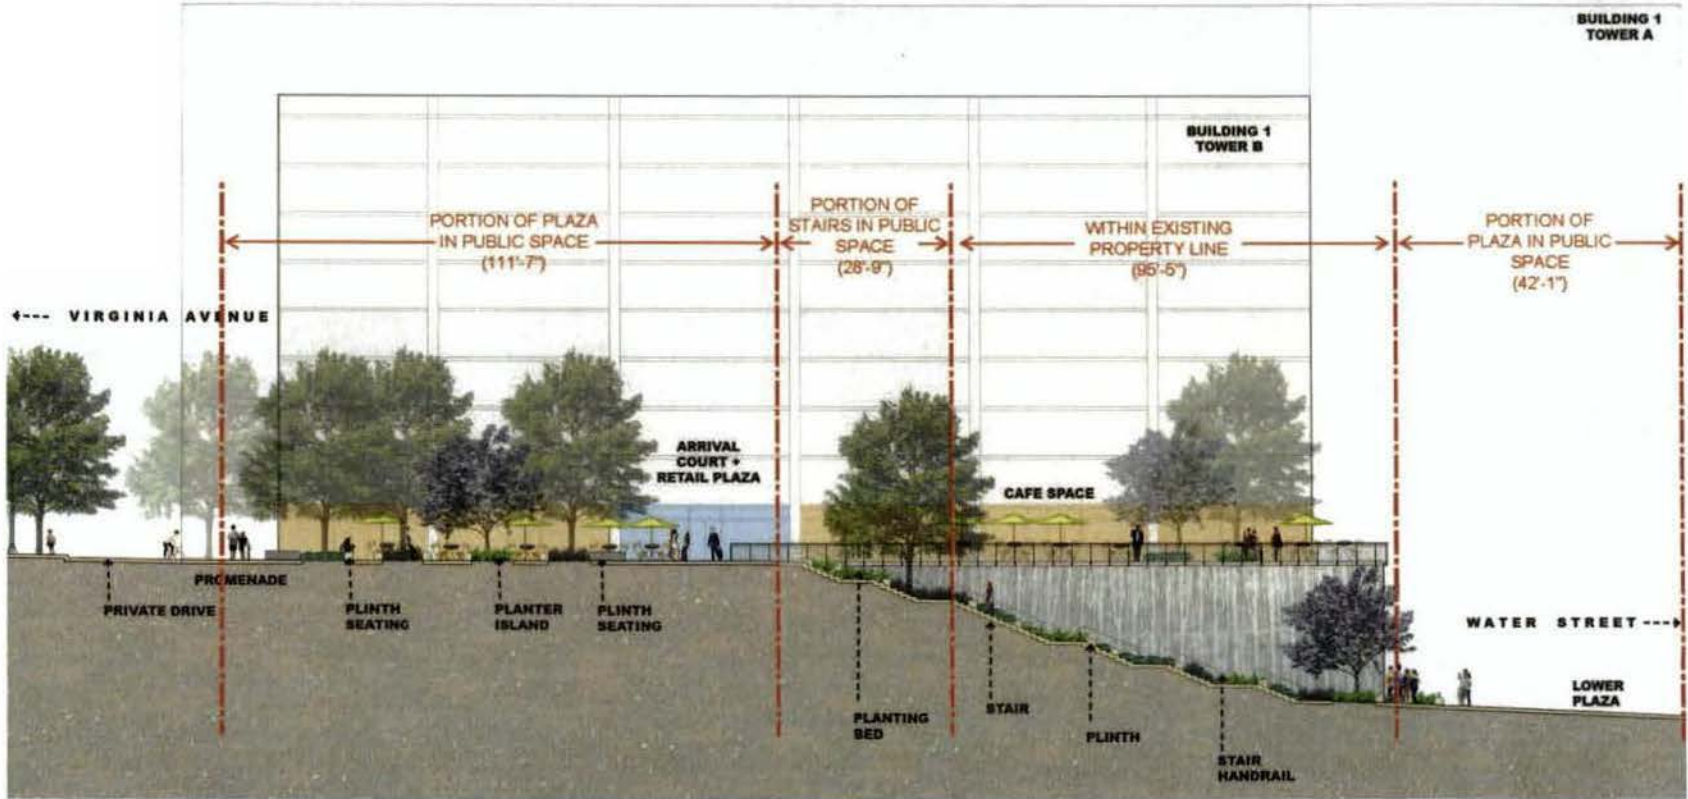 BUILDING 1
TOWER A
BUILDING 1
TOWER B
PORTION OF PLAZA
IN PUBLIC SPACE
(111'-7")
PORTION OF
STAIRS IN PUBLIC
SPACE
(28'-9")
WITHIN EXISTING
PROPERTY LINE
(95'-5")
PORTION OF
PLAZA IN PUBLIC
SPACE
(42'-1")
VIRGINIA AVENUE
ARRIVAL
COURT +
RETAIL PLAZA
CAFE SPACE
PROMENADE
PRIVATE DRIVE
PLINTH
SEATING
PLANTER
ISLAND
PLINTH
SEATING
WATER STREET
LOWER
PLAZA
PLANTING
BED
STAIR
PLINTH
STAIR
HANDRAIL